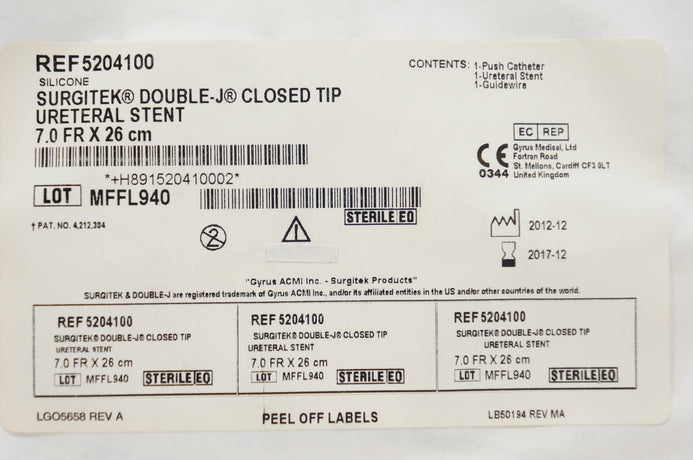 REF 5204100
SILICONE
SURGITEK® DOUBLE-J® CLOSED TIP
URETERAL STENT
7.0 FR X 26 cm
*+H891520410002*
LOT MFFL940
† PAT. NO. 4,212,304
CONTENTS: 1-Push Catheter
1-Ureteral Stent
1-Guidewire
EC REP
CE 0344
Gyrus Medical, Ltd
Fortran Road
St. Mellons, Cardiff CF3 0LT
United Kingdom
STERILE EO
2
2012-12
2017-12
"Gyrus ACMI Inc. - Surgitek Products"
SURGITEK & DOUBLE-J are registered trademark of Gyrus ACMI Inc., and/or its affiliated entities in the US and/or other countries of the world.
REF 5204100
SURGITEK® DOUBLE-J® CLOSED TIP
URETERAL STENT
7.0 FR X 26 cm
LOT MFFL940 STERILE EO
REF 5204100
SURGITEK® DOUBLE-J® CLOSED TIP
URETERAL STENT
7.0 FR X 26 cm
LOT MFFL940 STERILE EO
REF 5204100
SURGITEK® DOUBLE-J® CLOSED TIP
URETERAL STENT
7.0 FR X 26 cm
LOT MFFL940 STERILE EO
LGO5658 REV A
PEEL OFF LABELS
LB50194 REV MA